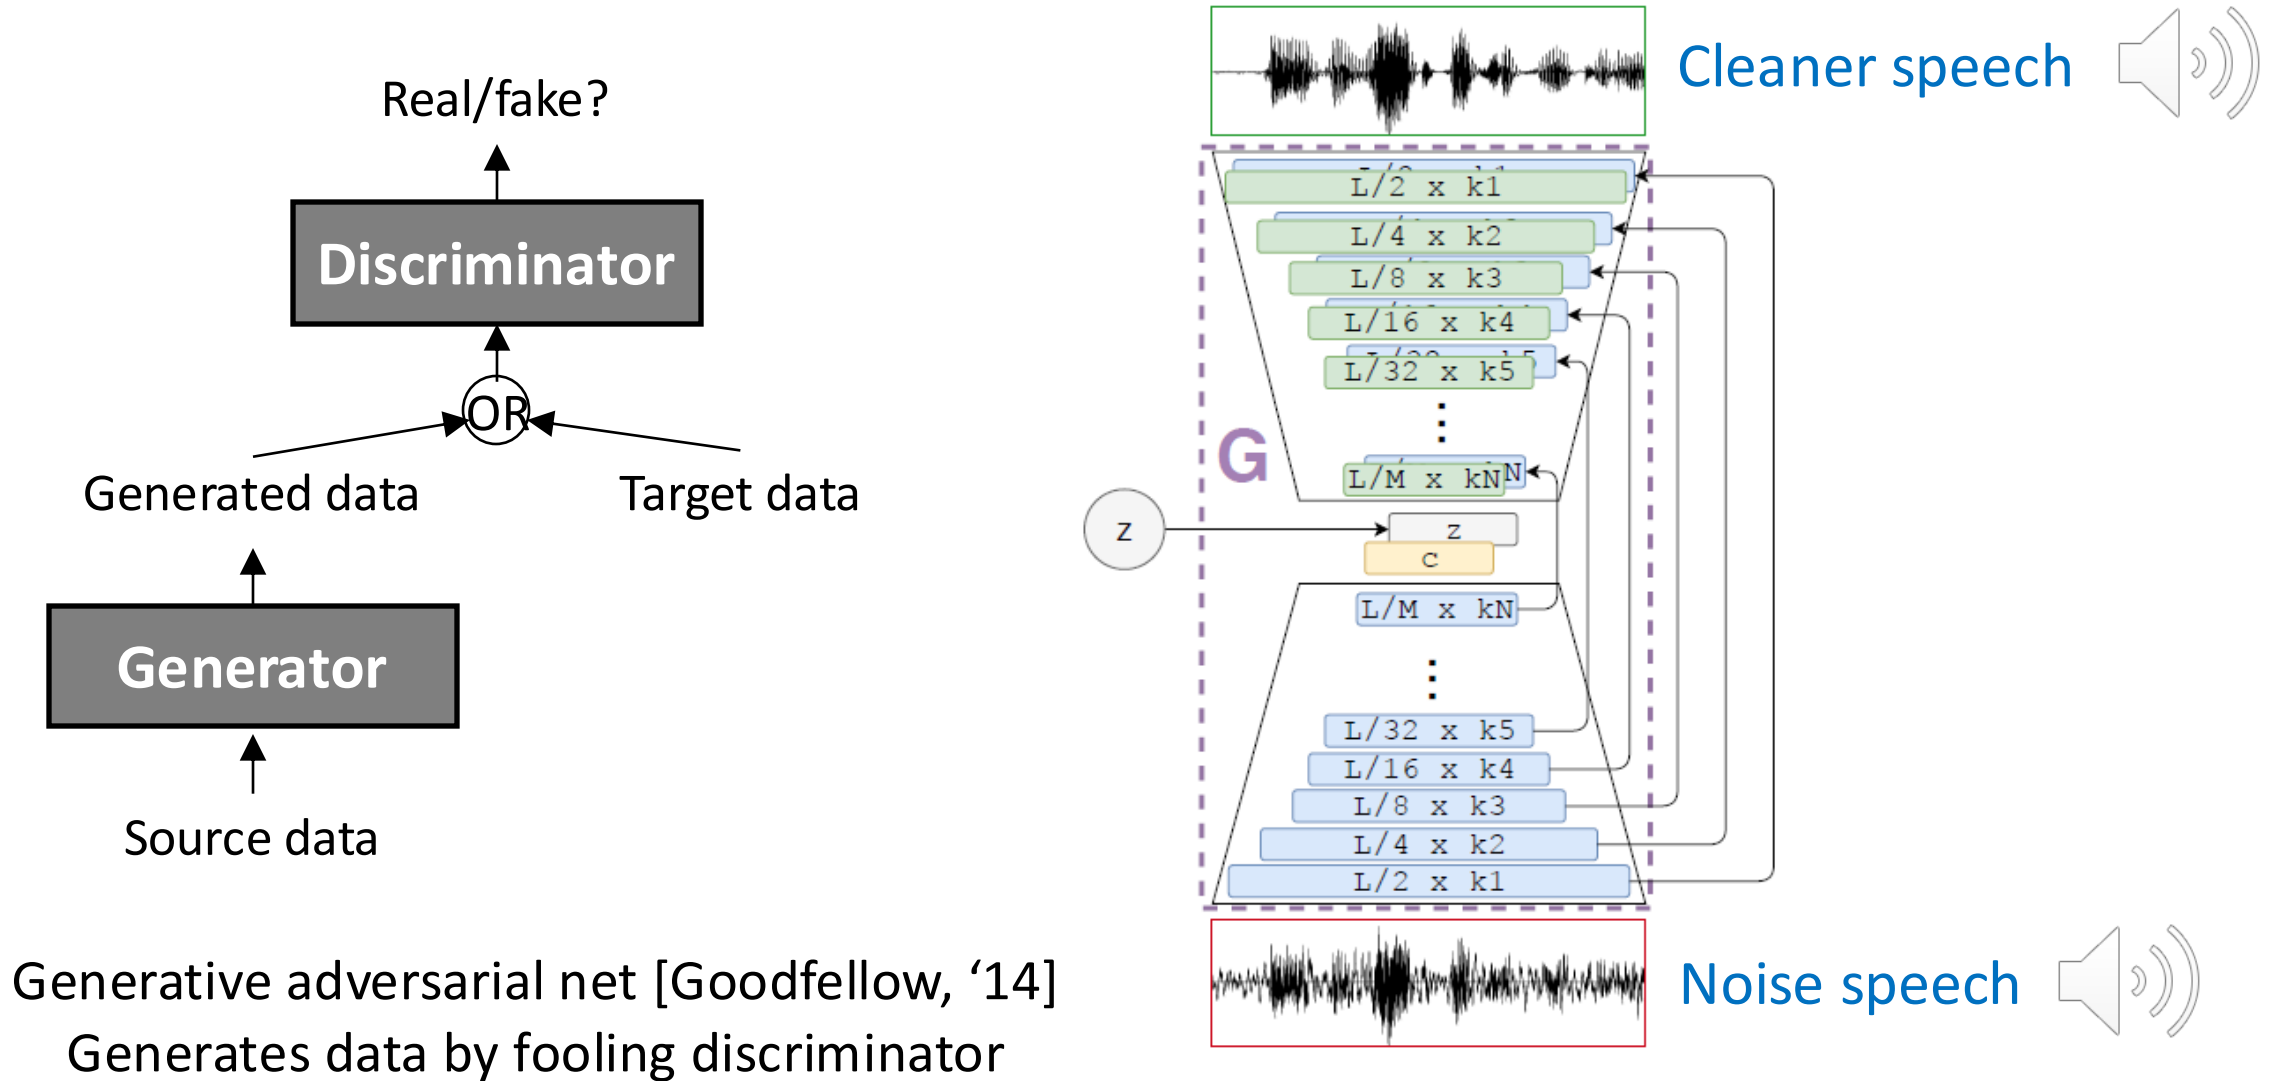 Real/fake?
Discriminator
OR
Generated data
Target data
Generator
Source data
Generative adversarial net [Goodfellow, ‘14]
Generates data by fooling discriminator
Cleaner speech
L/2 x k1
L/4 x k2
L/8 x k3
L/16 x k4
L/32 x k5
G
L/M x kN
N
z
z
c
L/M x kN
L/32 x k5
L/16 x k4
L/8 x k3
L/4 x k2
L/2 x k1
Noise speech